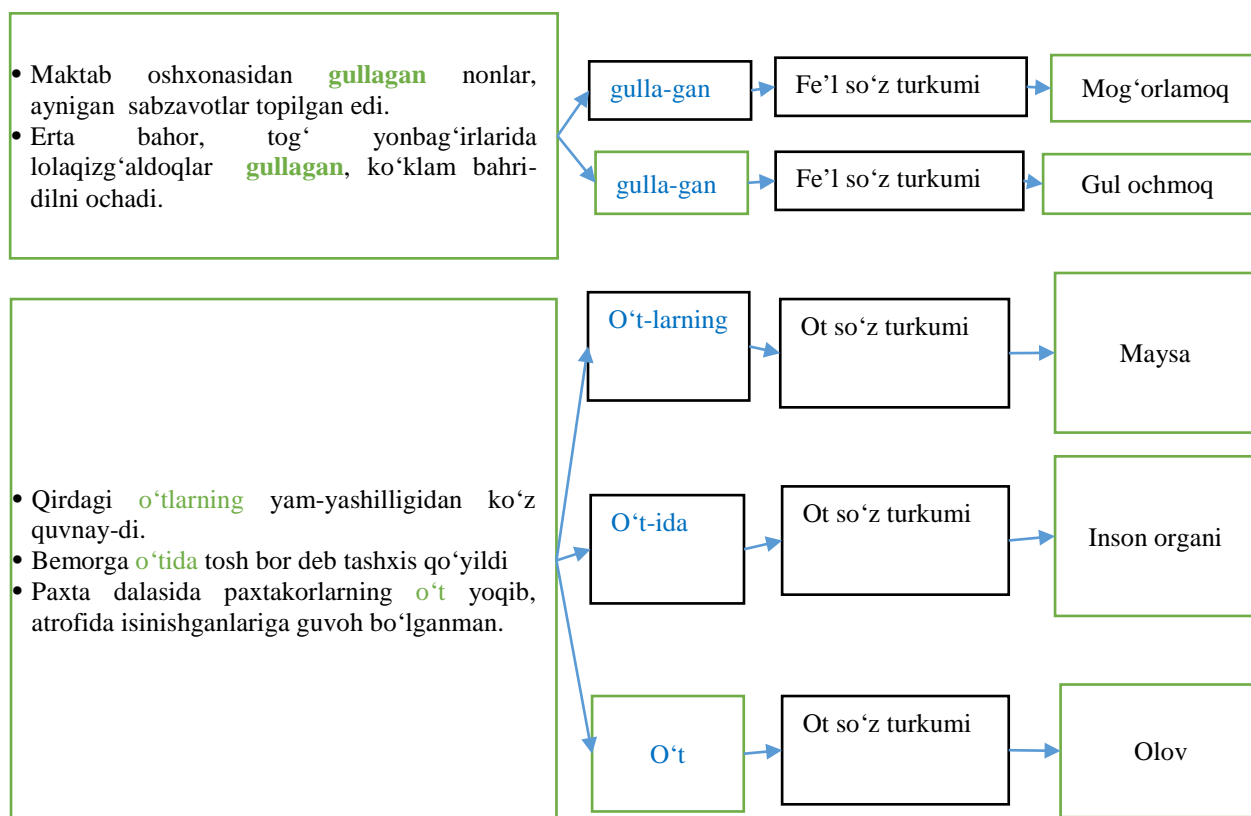 • Maktab oshxonasidan gullagan nonlar,
aynigan sabzavotlar topilgan edi.
• Erta bahor, tog‘ yonbag‘irlarida
lolaqizg‘aldoqlar gullagan, ko‘klam bahri-
dilni ochadi.
gulla-gan
Fe’l so‘z turkumi
Mog‘orlamoq
gulla-gan
Fe’l so‘z turkumi
Gul ochmoq
• Qirdagi o‘tlarning yam-yashilligidan ko‘z
quvnay-di.
• Bemorga o‘tida tosh bor deb tashxis qo‘yildi
• Paxta dalasida paxtakorlarning o‘t yoqib,
atrofida isinishganlariga guvoh bo‘lganman.
O‘t-larning
Ot so‘z turkumi
Maysa
O‘t-ida
Ot so‘z turkumi
Inson organi
O‘t
Ot so‘z turkumi
Olov